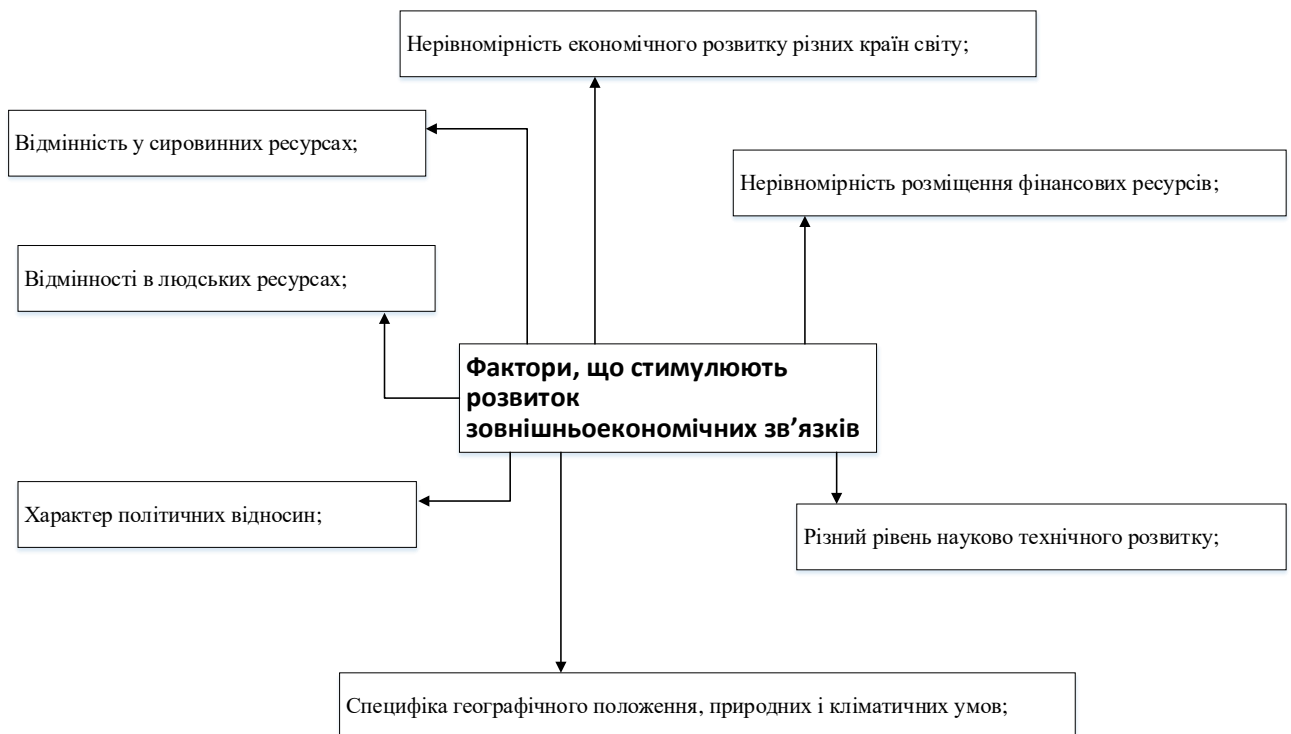 Нерівномірність економічного розвитку різних країн світу;
Відмінність у сировинних ресурсах;
Нерівномірність розміщення фінансових ресурсів;
Відмінності в людських ресурсах;
Фактори, що стимулюють
розвиток
зовнішньоекономічних зв’язків
Характер політичних відносин;
Різний рівень науково технічного розвитку;
Специфіка географічного положення, природних і кліматичних умов;